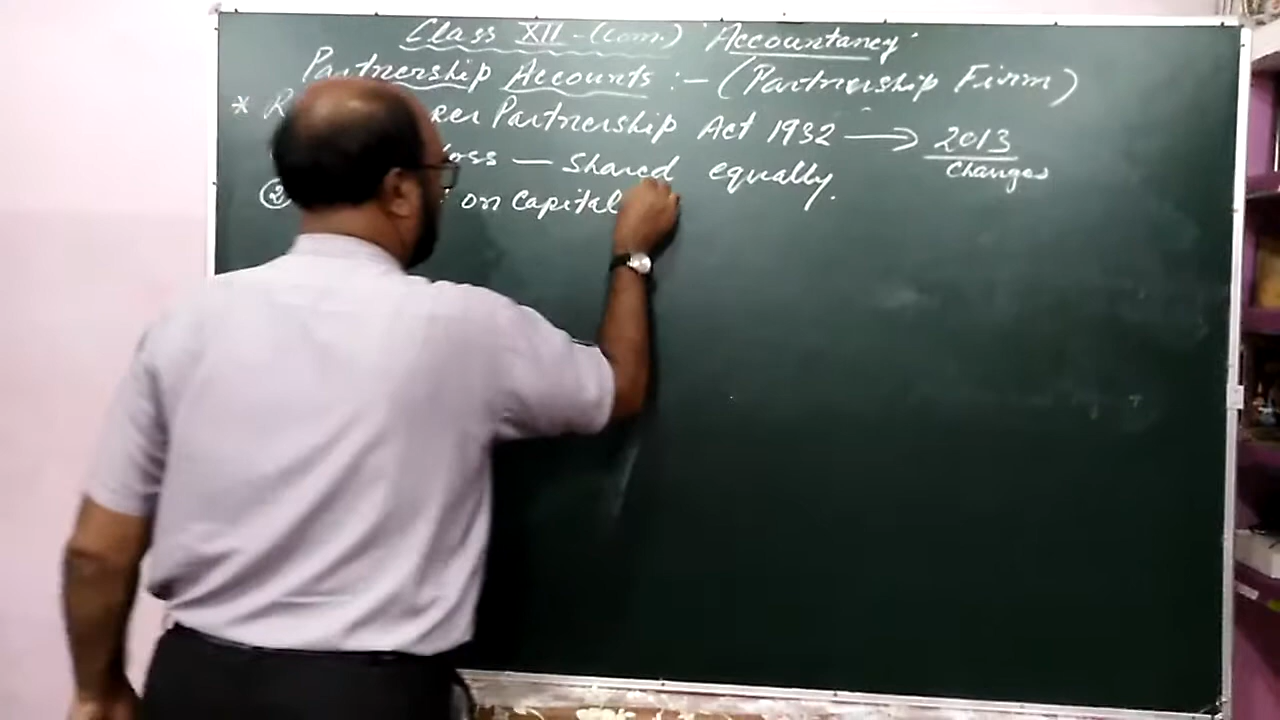 Class XII - (Com.) "Accountancy"
Partnership Accounts :- (Partnership Firm)
* Per Partnership Act 1932 → 2013
Changes
Loss — Shared equally.
② on Capital